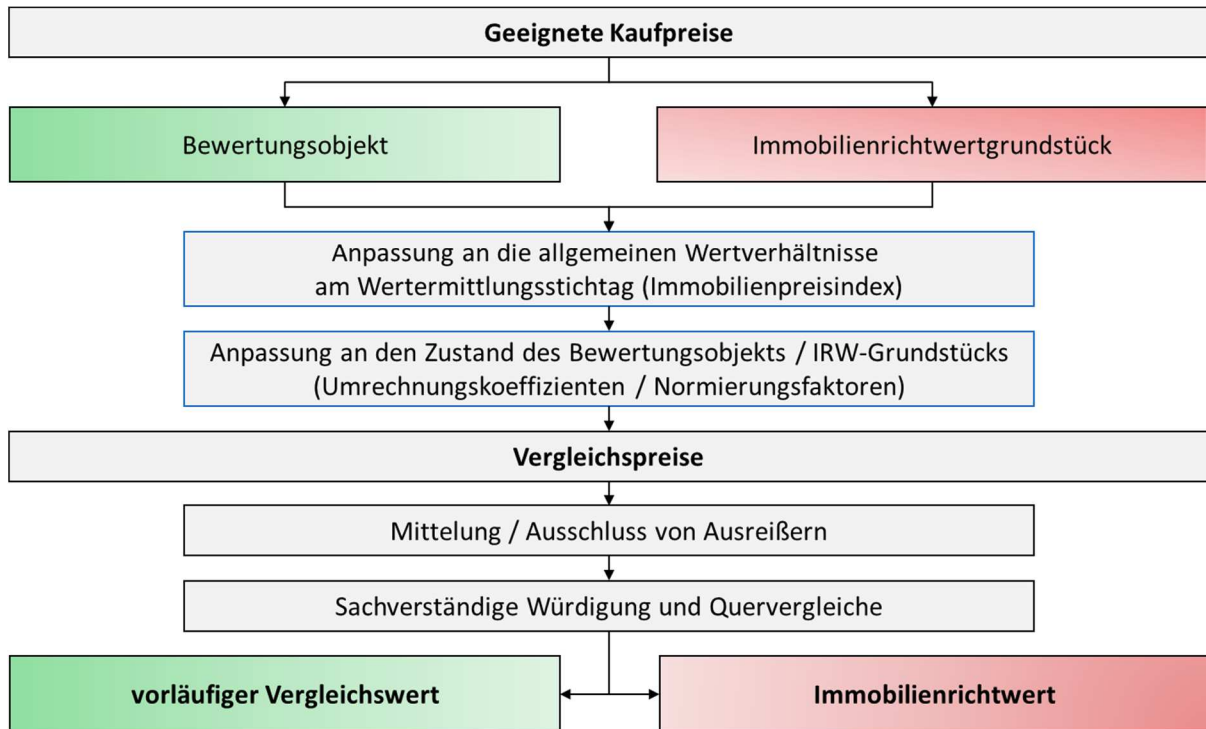 Geeignete Kaufpreise
Bewertungsobjekt
Immobilienrichtwertgrundstück
Anpassung an die allgemeinen Wertverhältnisse
am Wertermittlungsstichtag (Immobilienpreisindex)
Anpassung an den Zustand des Bewertungsobjekts / IRW-Grundstücks
(Umrechnungskoeffizienten / Normierungsfaktoren)
Vergleichspreise
Mittelung / Ausschluss von Ausreißern
Sachverständige Würdigung und Quervergleiche
vorläufiger Vergleichswert
Immobilienrichtwert